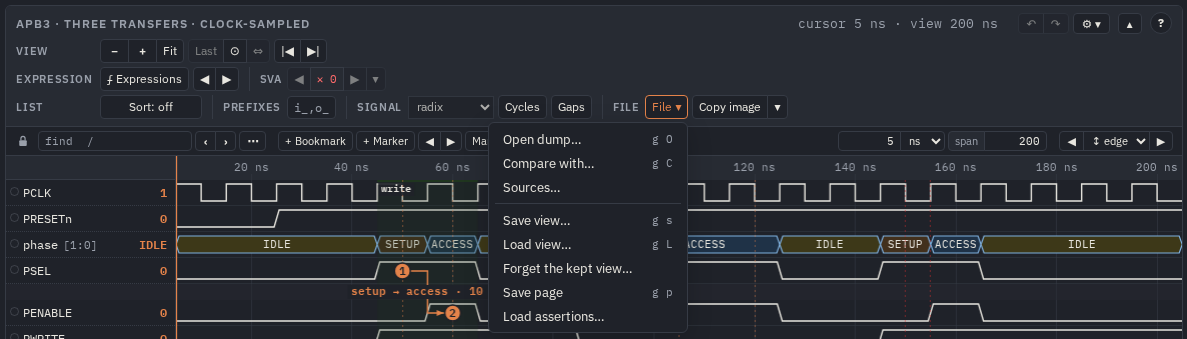 APB3 · THREE TRANSFERS · CLOCK-SAMPLED
cursor 5 ns · view 200 ns
↶ ↷ ⚙ ▾ ▴ ?
VIEW − + Fit Last ⊙ ⇔ |◀ ▶|
EXPRESSION ⨍ Expressions ◀ ▶ SVA ◀ × 0 ▶ ▾
LIST Sort: off PREFIXES i_,o_ SIGNAL radix Cycles Gaps FILE File ▾ Copy image ▾
find / ‹ › ··· + Bookmark + Marker ◀ ▶ Ma 5 ns span 200 ◀ ↕ edge ▶
Open dump... g O
Compare with... g C
Sources...
Save view... g s
Load view... g L
Forget the kept view...
Save page g p
Load assertions...
20 ns 40 ns 60 ns 120 ns 140 ns 160 ns 180 ns 200 ns
PCLK 1 write
PRESETn 0
phase [1:0] IDLE IDLE SETUP ACCESS ACCESS IDLE SETUP ACCESS IDLE
PSEL 0 1
setup → access · 10
PENABLE 0 2
PWRITE 0